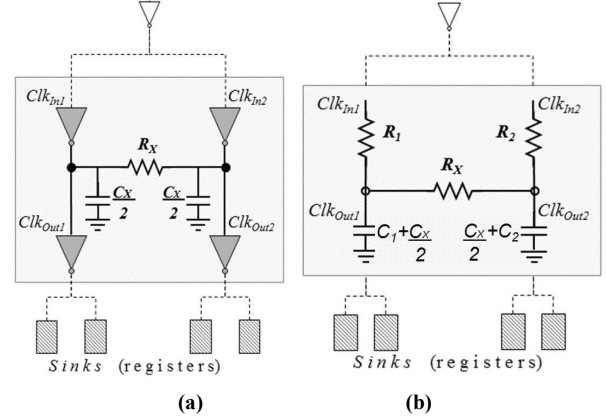 Clk_In1 Clk_In2
R_X
C_X/2 C_X/2
Clk_Out1 Clk_Out2
Sinks (registers)
(a)
Clk_In1 Clk_In2
R_1 R_2
R_X
Clk_Out1 Clk_Out2
C_1+C_X/2 C_X/2+C_2
Sinks (registers)
(b)